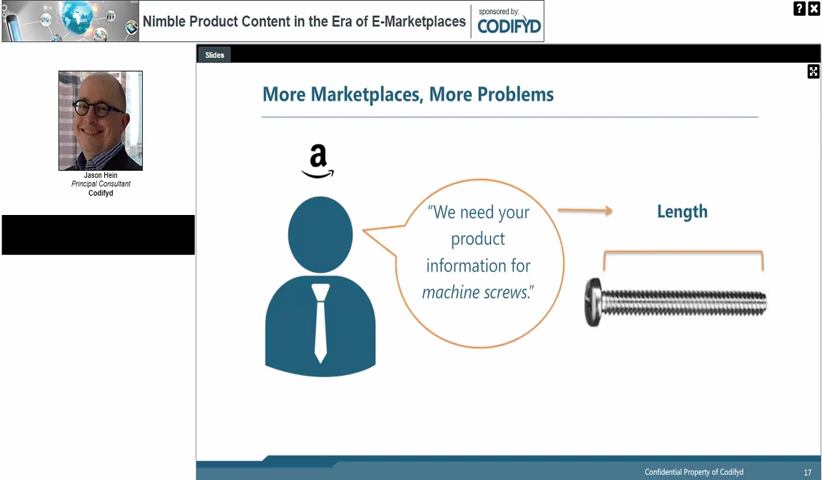 Nimble Product Content in the Era of E-Marketplaces
sponsored by:
CODIFYD
? X
Slides
Jason Hein
Principal Consultant
Codifyd
More Marketplaces, More Problems
a
“We need your
product
information for
machine screws.”
Length
Confidential Property of Codifyd
17